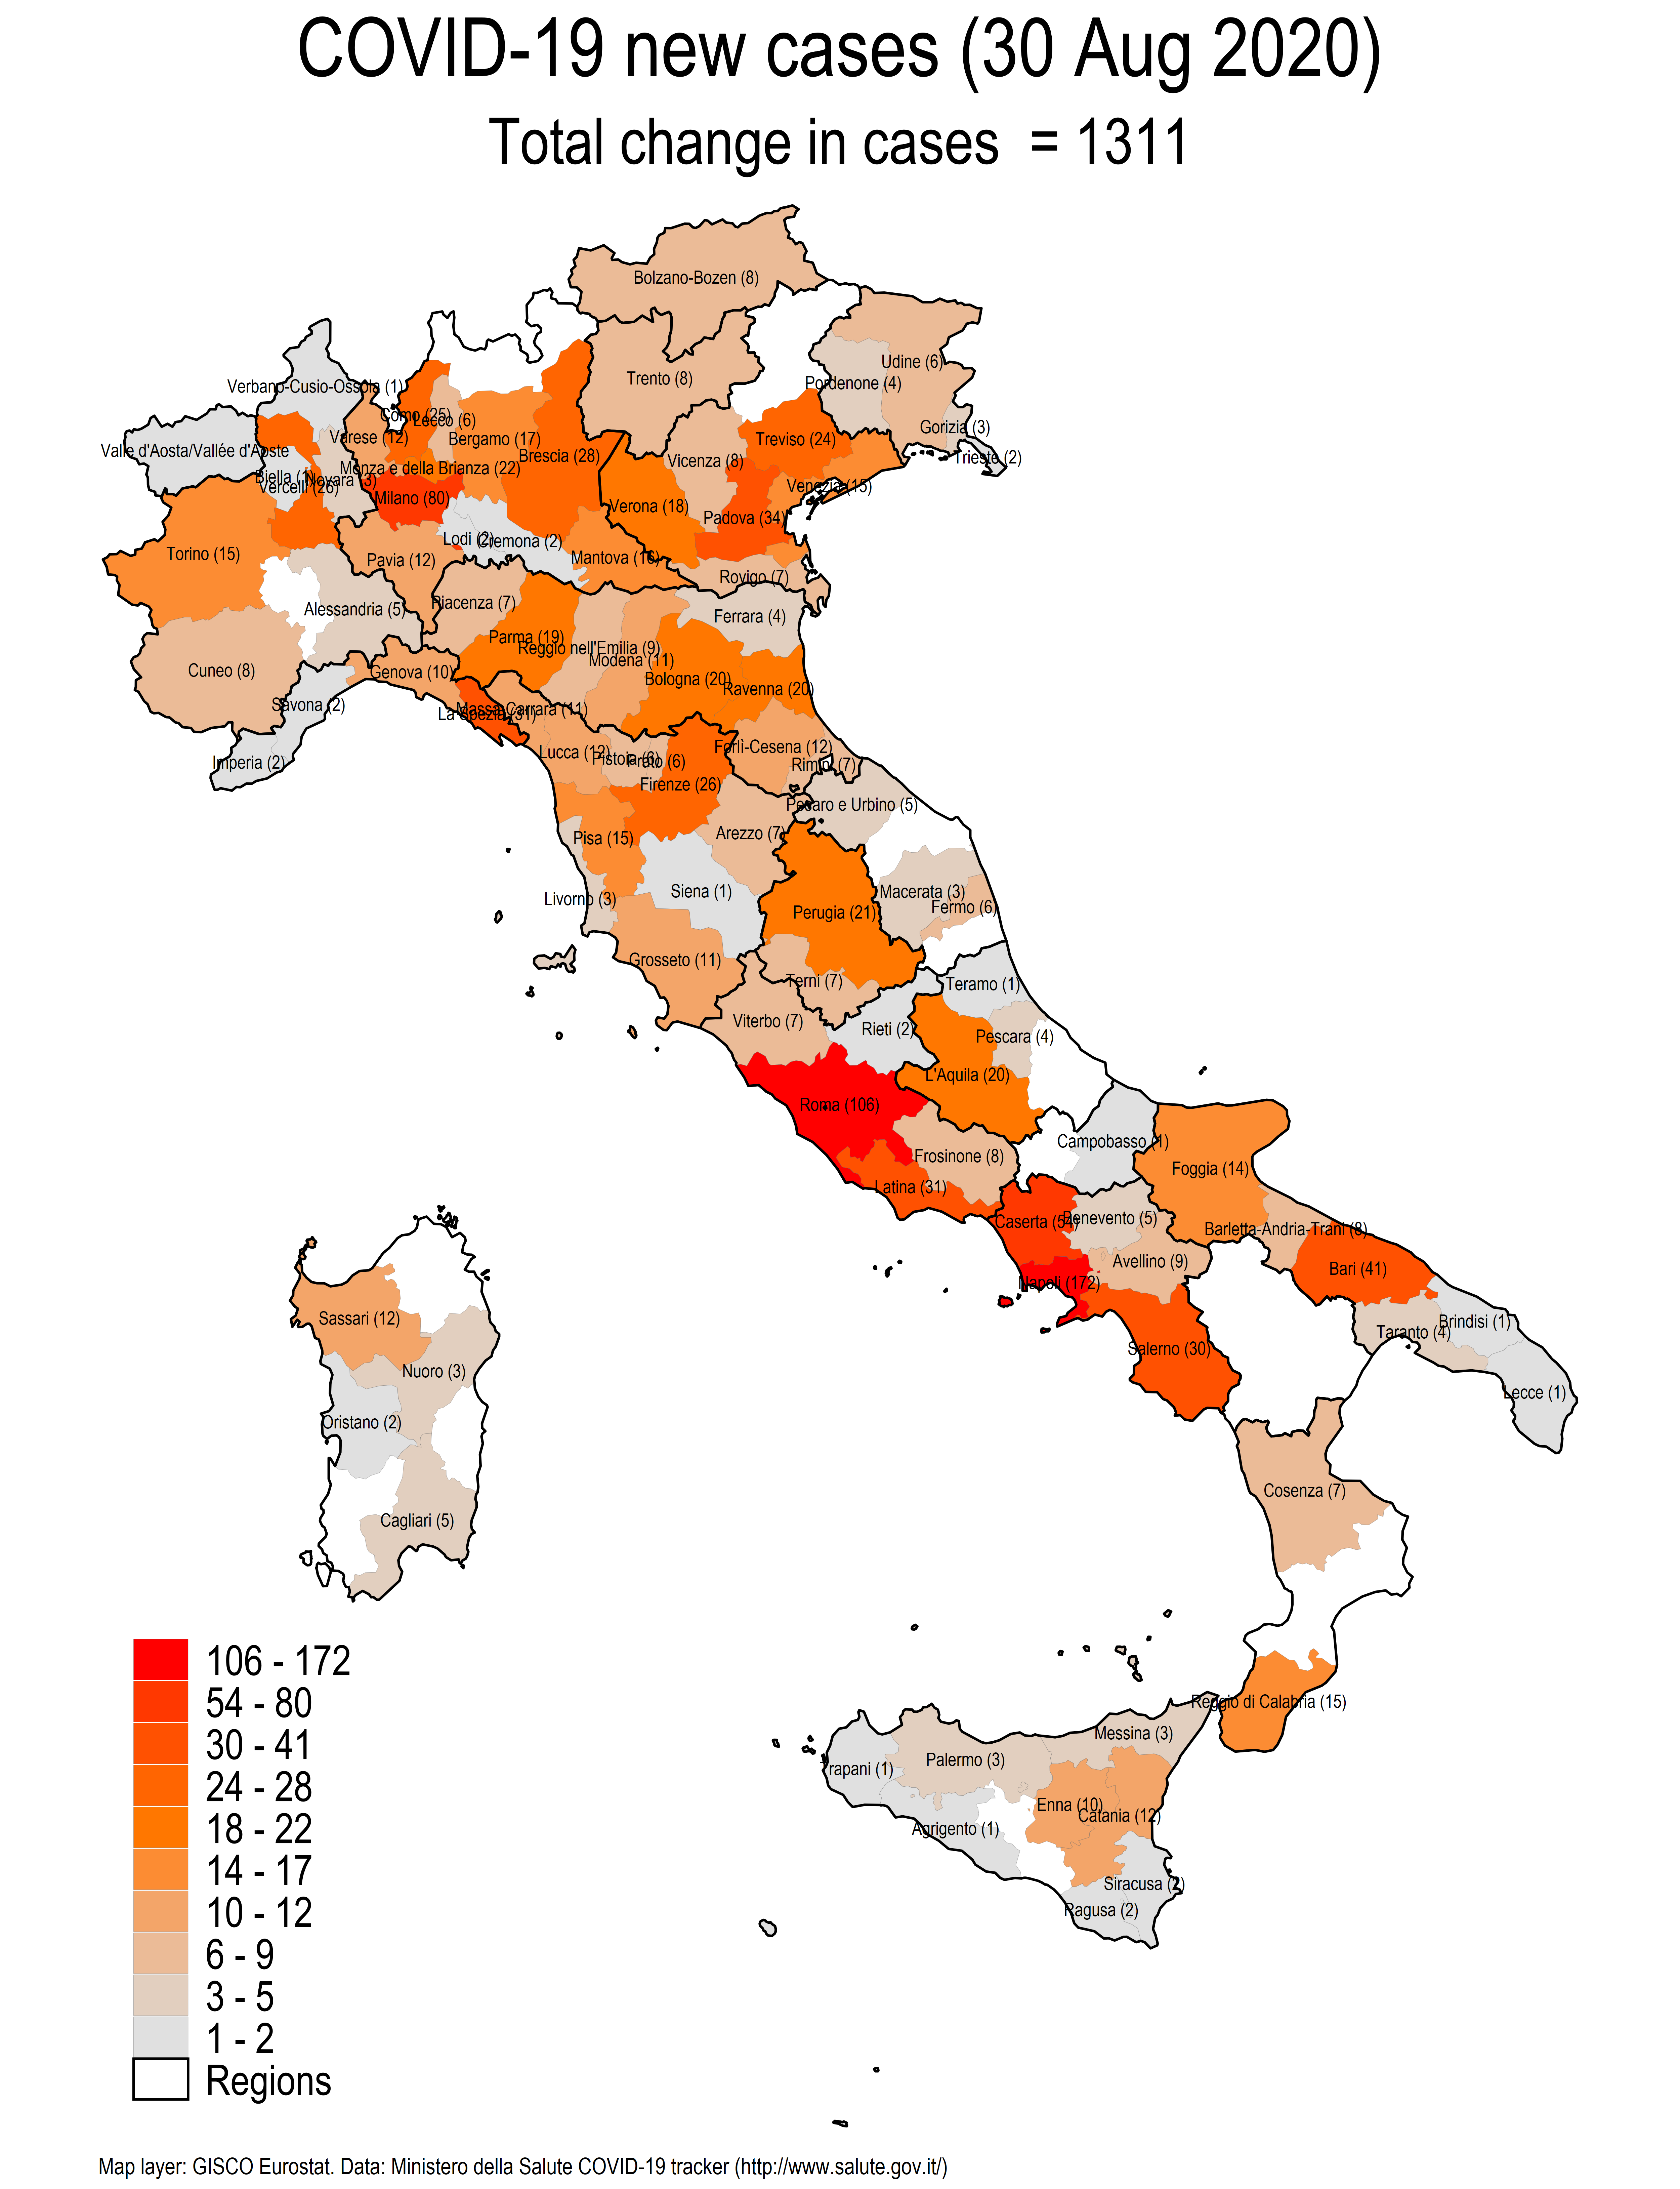 COVID-19 new cases (30 Aug 2020)
Total change in cases = 1311
Bolzano-Bozen (8)
Trento (8)
Udine (6)
Pordenone (4)
Gorizia (3)
Trieste (2)
Verbano-Cusio-Ossola (1)
Valle d'Aosta/Vallée d'Aoste
Como (25)
Lecco (6)
Varese (12)
Bergamo (17)
Brescia (28)
Monza e della Brianza (22)
Biella (1)
Novara (3)
Vercelli (26)
Milano (80)
Treviso (24)
Vicenza (8)
Venezia (15)
Verona (18)
Padova (34)
Lodi (2)
Cremona (2)
Torino (15)
Pavia (12)
Mantova (16)
Rovigo (7)
Alessandria (5)
Piacenza (7)
Ferrara (4)
Parma (19)
Reggio nell'Emilia (9)
Modena (11)
Cuneo (8)
Genova (10)
Bologna (20)
Ravenna (20)
Savona (2)
Massa Carrara (11)
La Spezia (31)
Imperia (2)
Lucca (12)
Pistoia (6)
Prato (6)
Forlì-Cesena (12)
Rimini (7)
Firenze (26)
Pesaro e Urbino (5)
Pisa (15)
Arezzo (7)
Siena (1)
Livorno (3)
Macerata (3)
Fermo (6)
Perugia (21)
Grosseto (11)
Terni (7)
Teramo (1)
Viterbo (7)
Rieti (2)
Pescara (4)
L'Aquila (20)
Roma (106)
Campobasso (1)
Frosinone (8)
Foggia (14)
Latina (31)
Caserta (54)
Benevento (5)
Barletta-Andria-Trani (8)
Avellino (9)
Bari (41)
Napoli (172)
Sassari (12)
Brindisi (1)
Taranto (4)
Salerno (30)
Nuoro (3)
Lecce (1)
Oristano (2)
Cosenza (7)
Cagliari (5)
Reggio di Calabria (15)
Messina (3)
Palermo (3)
Trapani (1)
Enna (10)
Catania (12)
Agrigento (1)
Siracusa (2)
Ragusa (2)
106 - 172
54 - 80
30 - 41
24 - 28
18 - 22
14 - 17
10 - 12
6 - 9
3 - 5
1 - 2
Regions
Map layer: GISCO Eurostat. Data: Ministero della Salute COVID-19 tracker (http://www.salute.gov.it/)